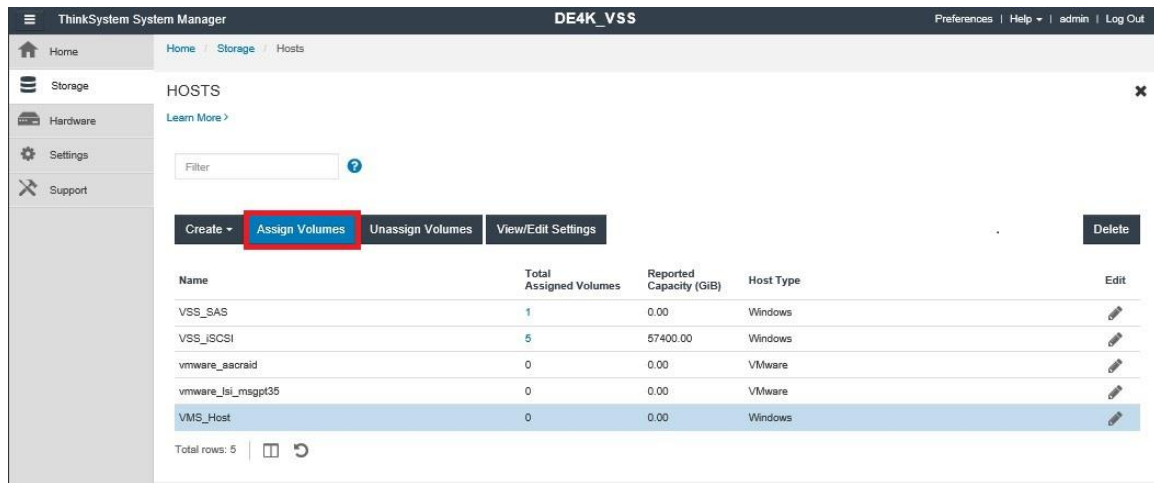 ThinkSystem System Manager DE4K_VSS Preferences | Help | admin | Log Out
Home Home / Storage / Hosts
Storage HOSTS
Hardware Learn More >
Settings Filter
Support
Create Assign Volumes Unassign Volumes View/Edit Settings Delete
Name Total Assigned Volumes Reported Capacity (GiB) Host Type Edit
VSS_SAS 1 0.00 Windows
VSS_iSCSI 5 57400.00 Windows
vmware_aacraid 0 0.00 VMware
vmware_lsi_msgpt35 0 0.00 VMware
VMS_Host 0 0.00 Windows
Total rows: 5